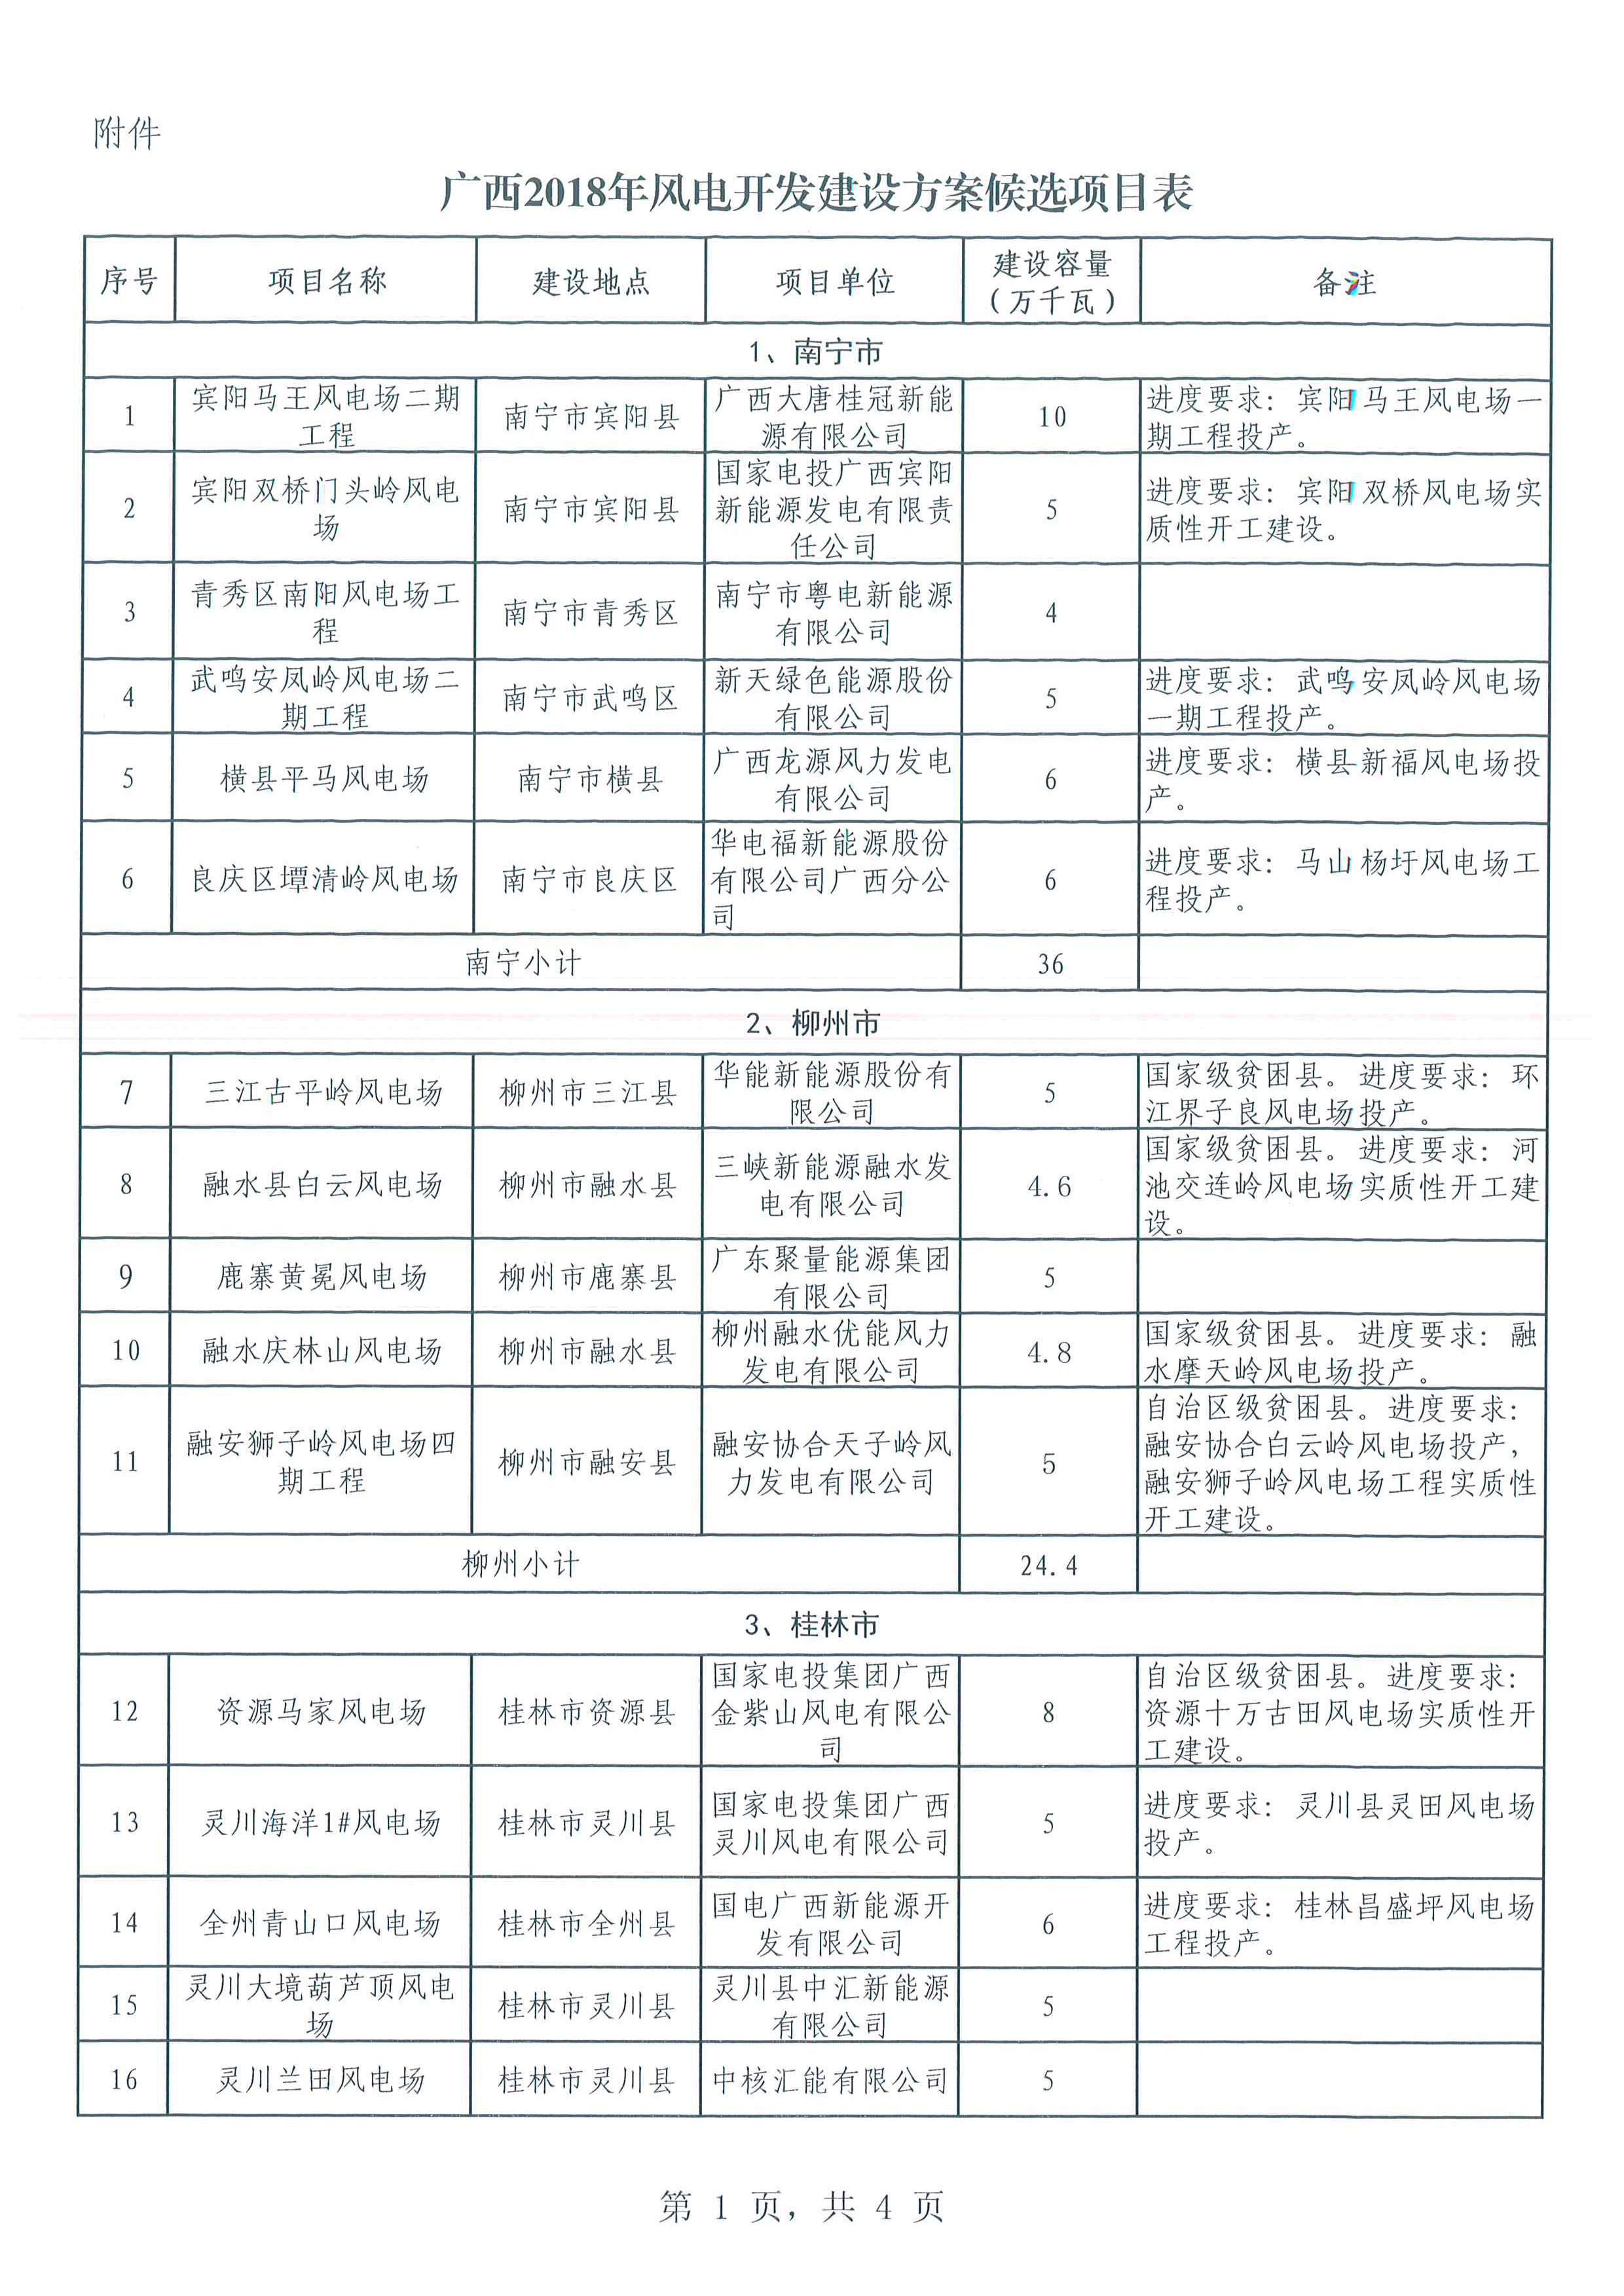 附件
广西2018年风电开发建设方案候选项目表
序号 项目名称 建设地点 项目单位 建设容量（万千瓦） 备注
1、南宁市
1 宾阳马王风电场二期工程 南宁市宾阳县 广西大唐桂冠新能源有限公司 10 进度要求：宾阳马王风电场一期工程投产。
2 宾阳双桥门头岭风电场 南宁市宾阳县 国家电投广西宾阳新能源发电有限责任公司 5 进度要求：宾阳双桥风电场实质性开工建设。
3 青秀区南阳风电场工程 南宁市青秀区 南宁市粤电新能源有限公司 4
4 武鸣安凤岭风电场二期工程 南宁市武鸣区 新天绿色能源股份有限公司 5 进度要求：武鸣安凤岭风电场一期工程投产。
5 横县平马风电场 南宁市横县 广西龙源风力发电有限公司 6 进度要求：横县新福风电场投产。
6 良庆区墰清岭风电场 南宁市良庆区 华电福新能源股份有限公司广西分公司 6 进度要求：马山杨圩风电场工程投产。
南宁小计 36
2、柳州市
7 三江古平岭风电场 柳州市三江县 华能新能源股份有限公司 5 国家级贫困县。进度要求：环江界子良风电场投产。
8 融水县白云风电场 柳州市融水县 三峡新能源融水发电有限公司 4.6 国家级贫困县。进度要求：河池交连岭风电场实质性开工建设。
9 鹿寨黄冕风电场 柳州市鹿寨县 广东聚量能源集团有限公司 5
10 融水庆林山风电场 柳州市融水县 柳州融水优能风力发电有限公司 4.8 国家级贫困县。进度要求：融水摩天岭风电场投产。
11 融安狮子岭风电场四期工程 柳州市融安县 融安协合天子岭风力发电有限公司 5 自治区级贫困县。进度要求：融安协合白云岭风电场投产，融安狮子岭风电场工程实质性开工建设。
柳州小计 24.4
3、桂林市
12 资源马家风电场 桂林市资源县 国家电投集团广西金紫山风电有限公司 8 自治区级贫困县。进度要求：资源十万古田风电场实质性开工建设。
13 灵川海洋1#风电场 桂林市灵川县 国家电投集团广西灵川风电有限公司 5 进度要求：灵川县灵田风电场投产。
14 全州青山口风电场 桂林市全州县 国电广西新能源开发有限公司 6 进度要求：桂林昌盛坪风电场工程投产。
15 灵川大境葫芦顶风电场 桂林市灵川县 灵川县中汇新能源有限公司 5
16 灵川兰田风电场 桂林市灵川县 中核汇能有限公司 5
第 1 页，共 4 页